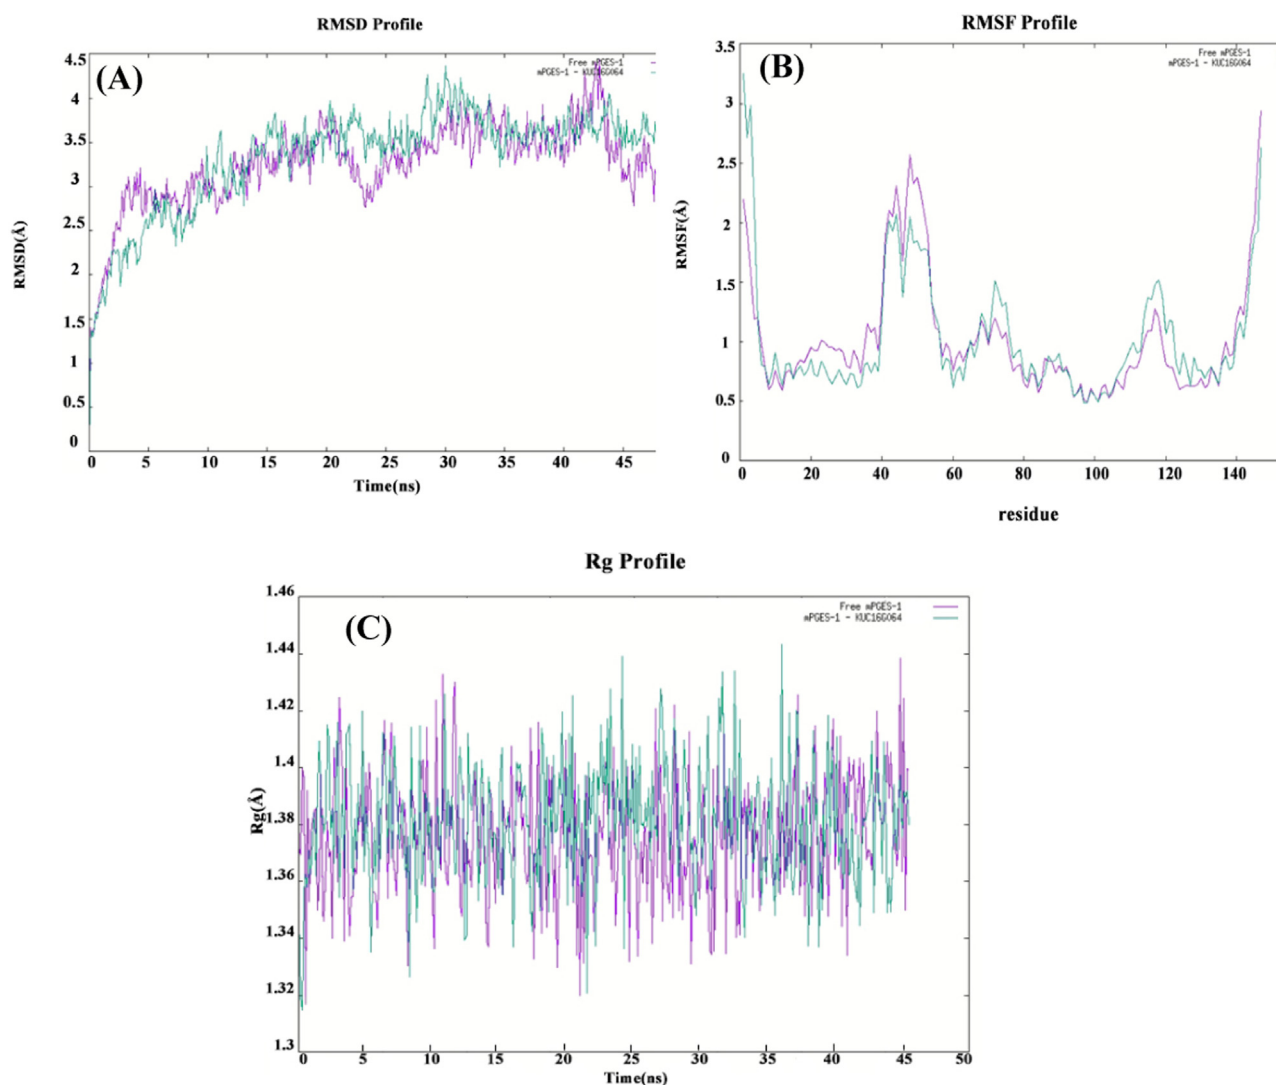 RMSD Profile
(A)
Free mPGES-1
mPGES-1 - KUC16G064
4.5
4
3.5
3
2.5
2
1.5
1
0.5
0
RMSD(Å)
0 5 10 15 20 25 30 35 40 45
Time(ns)
RMSF Profile
(B)
Free mPGES-1
mPGES-1 - KUC16G064
3.5
3
2.5
2
1.5
1
0.5
0
RMSF(Å)
0 20 40 60 80 100 120 140
residue
Rg Profile
(C)
Free mPGES-1
mPGES-1 - KUC16G064
1.46
1.44
1.42
1.4
1.38
1.36
1.34
1.32
1.3
Rg(Å)
0 5 10 15 20 25 30 35 40 45 50
Time(ns)